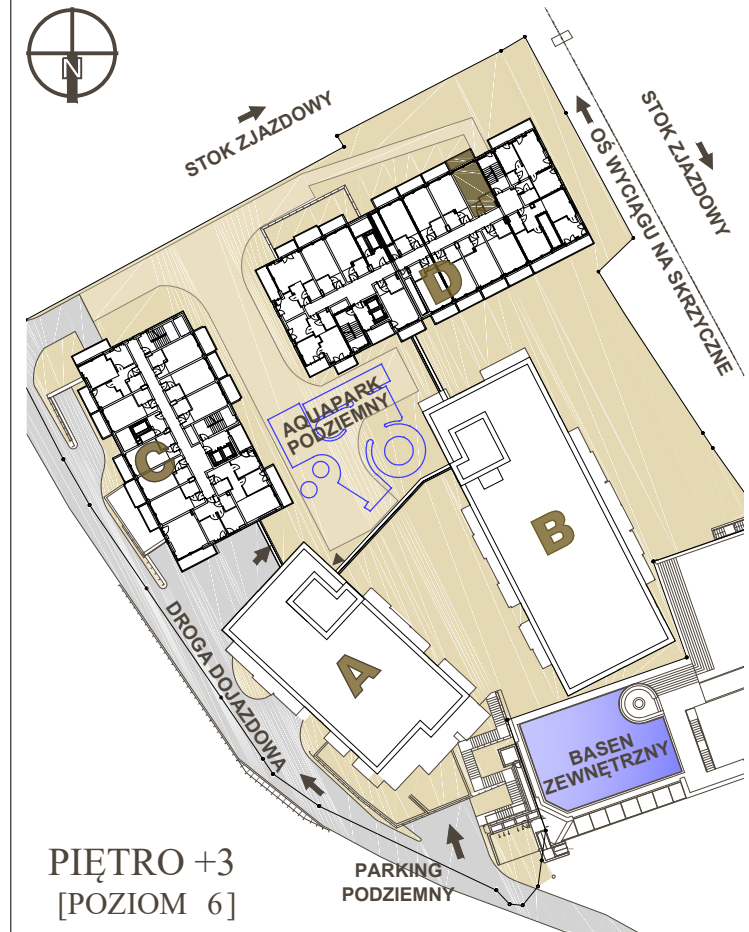 N
STOK ZJAZDOWY
STOK ZJAZDOWY
OŚ WYCIĄGU NA SKRZYCZNE
D
AQUAPARK
PODZIEMNY
C
B
A
DROGA DOJAZDOWA
BASEN
ZEWNĘTRZNY
PIĘTRO +3
[POZIOM 6]
PARKING
PODZIEMNY